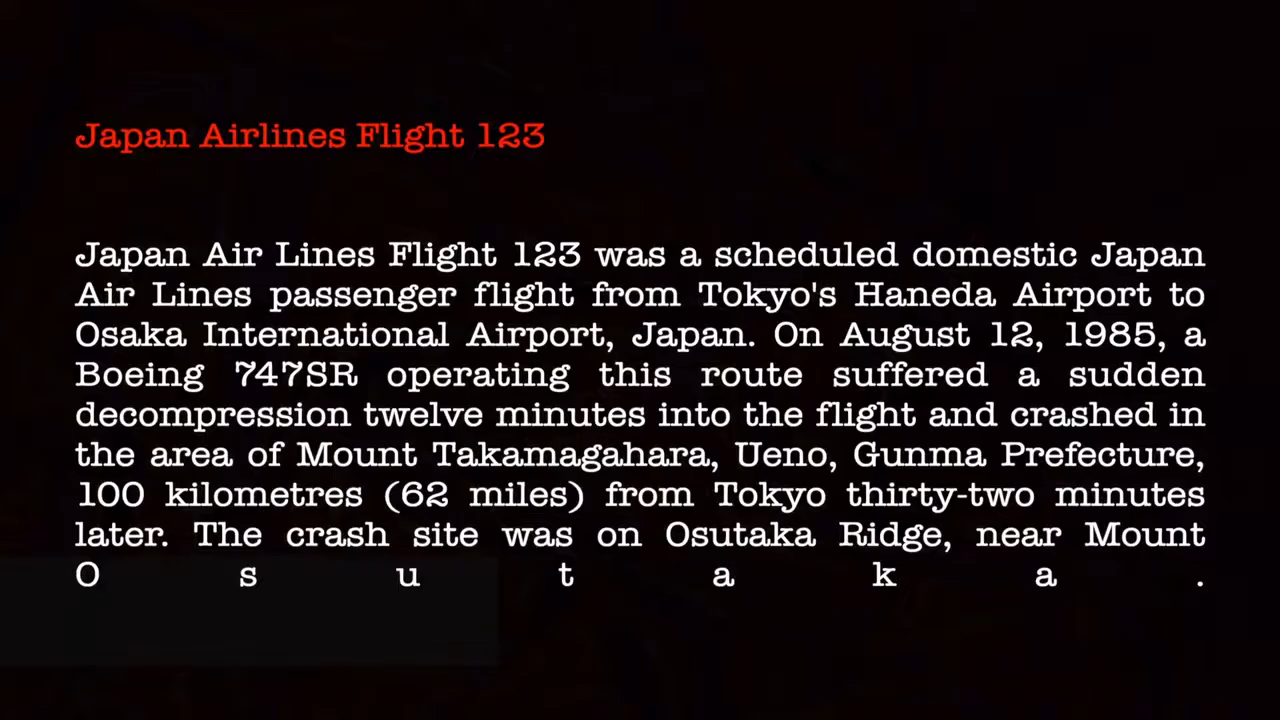 Japan Airlines Flight 123
Japan Air Lines Flight 123 was a scheduled domestic Japan
Air Lines passenger flight from Tokyo's Haneda Airport to
Osaka International Airport, Japan. On August 12, 1985, a
Boeing 747SR operating this route suffered a sudden
decompression twelve minutes into the flight and crashed in
the area of Mount Takamagahara, Ueno, Gunma Prefecture,
100 kilometres (62 miles) from Tokyo thirty-two minutes
later. The crash site was on Osutaka Ridge, near Mount
O s u t a k a .